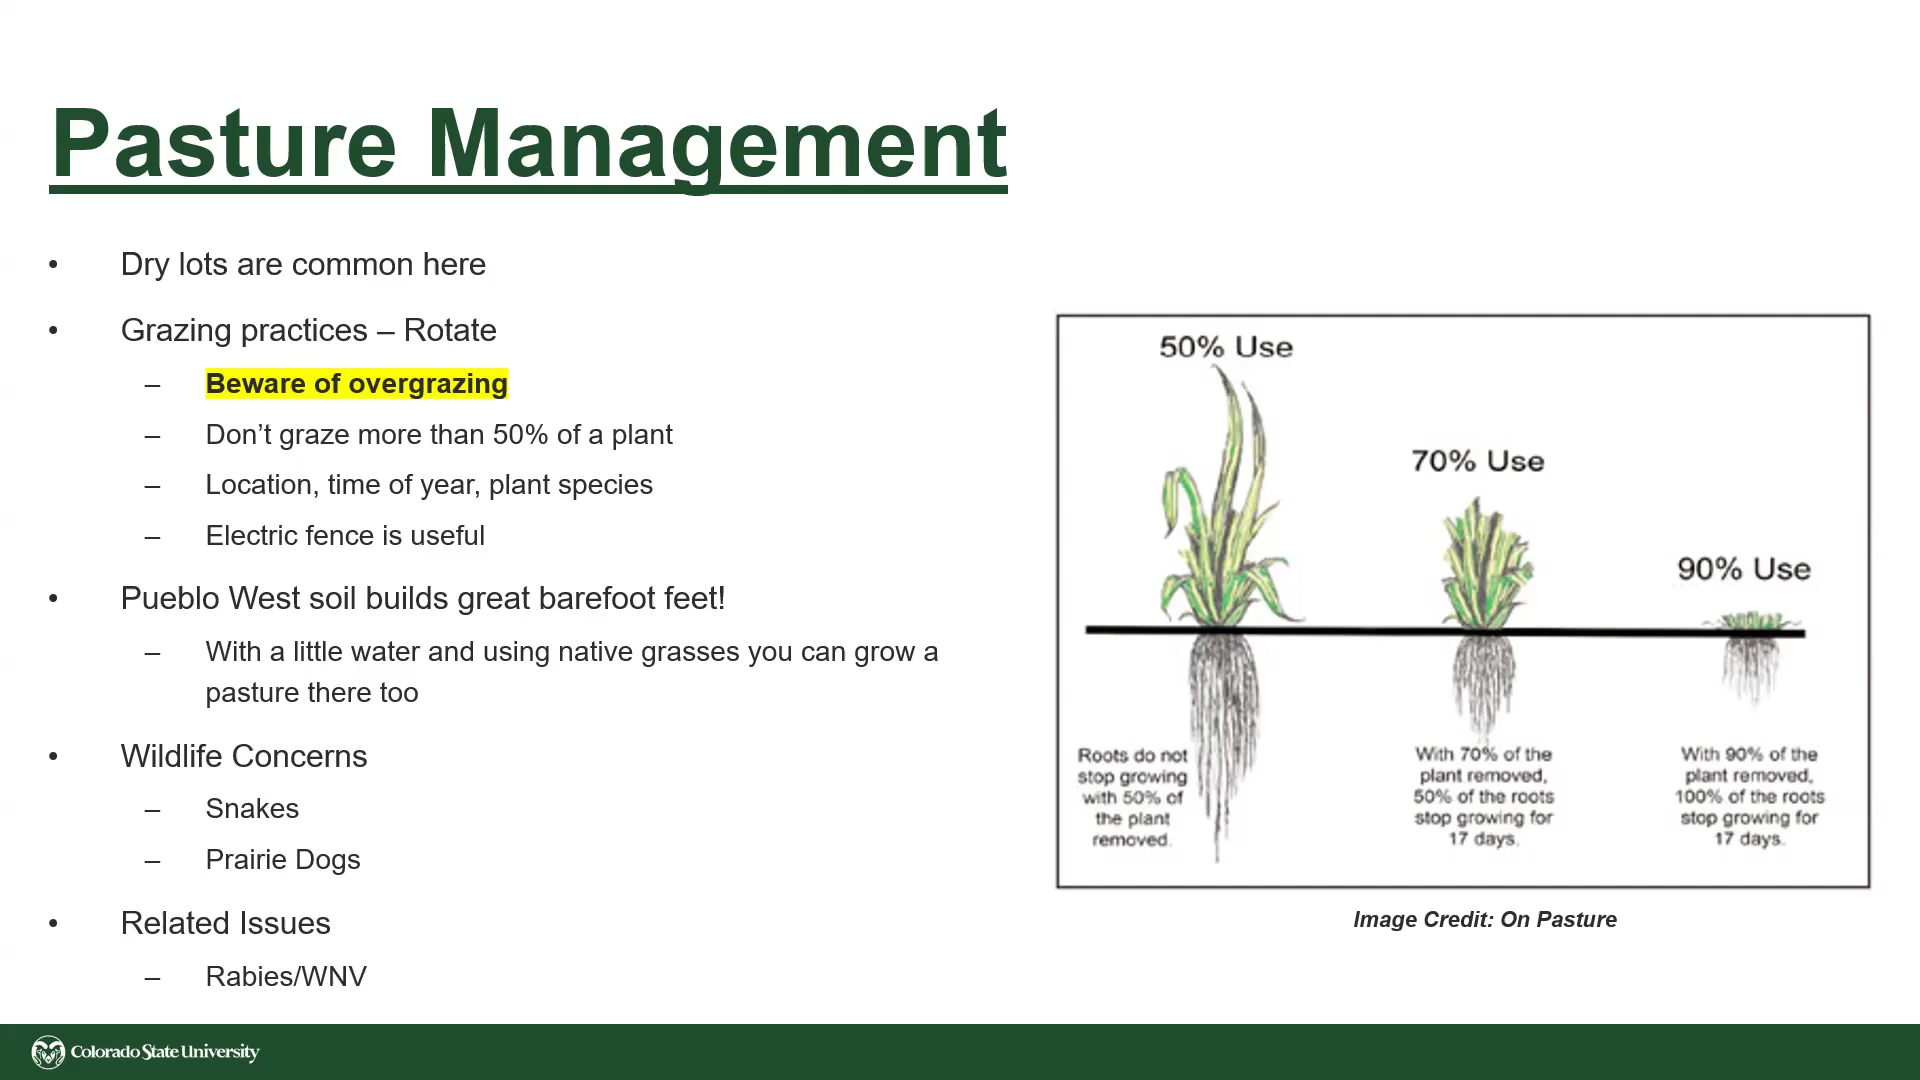 Pasture Management
• Dry lots are common here
• Grazing practices – Rotate
– Beware of overgrazing
– Don’t graze more than 50% of a plant
– Location, time of year, plant species
– Electric fence is useful
• Pueblo West soil builds great barefoot feet!
– With a little water and using native grasses you can grow a
pasture there too
• Wildlife Concerns
– Snakes
– Prairie Dogs
• Related Issues
– Rabies/WNV
50% Use
70% Use
90% Use
Roots do not
stop growing
with 50% of
the plant
removed.
With 70% of the
plant removed,
50% of the roots
stop growing for
17 days.
With 90% of the
plant removed,
100% of the roots
stop growing for
17 days.
Image Credit: On Pasture
Colorado State University